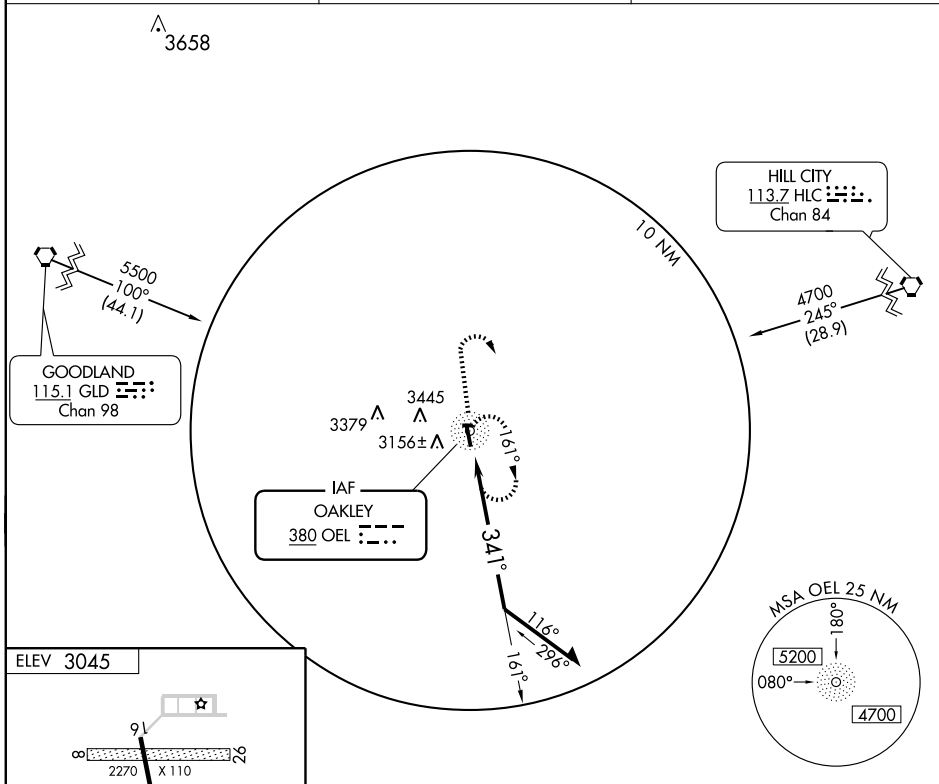 3658
HILL CITY
113.7 HLC
Chan 84
10 NM
5500
100°
(44.1)
4700
245°
(28.9)
GOODLAND
115.1 GLD
Chan 98
3445
3379
3156±
161°
IAF
OAKLEY
380 OEL
341°
116°
296°
161°
MSA OEL 25 NM
180°
5200
080°
4700
ELEV 3045
8
26
2270 X 110